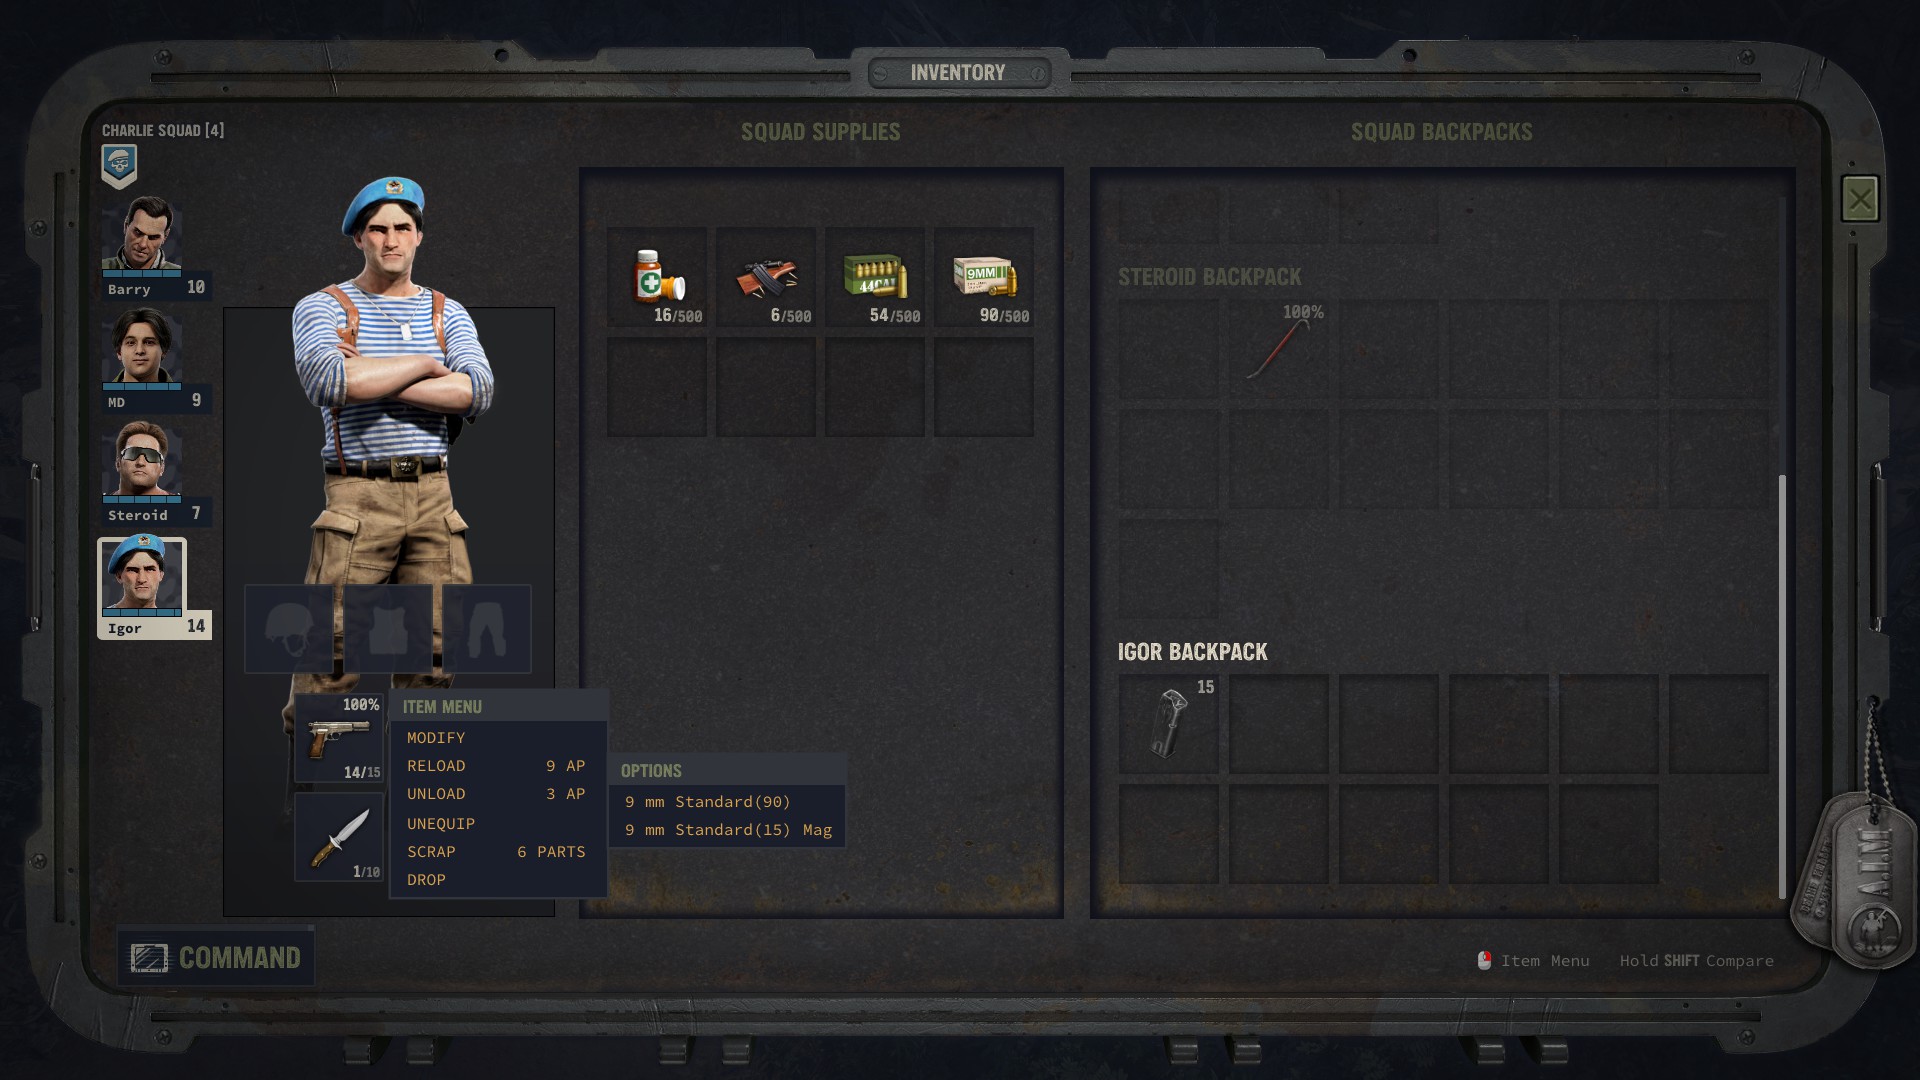 INVENTORY
CHARLIE SQUAD [4]
Barry 10
MD 9
Steroid 7
Igor 14
SQUAD SUPPLIES
16/500
6/500
44CAL
54/500
9MM
90/500
SQUAD BACKPACKS
STEROID BACKPACK
100%
IGOR BACKPACK
15
100%
14/15
1/10
ITEM MENU
MODIFY
RELOAD 9 AP
UNLOAD 3 AP
UNEQUIP
SCRAP 6 PARTS
DROP
OPTIONS
9 mm Standard(90)
9 mm Standard(15) Mag
COMMAND
Item Menu
Hold SHIFT Compare
A.I.M